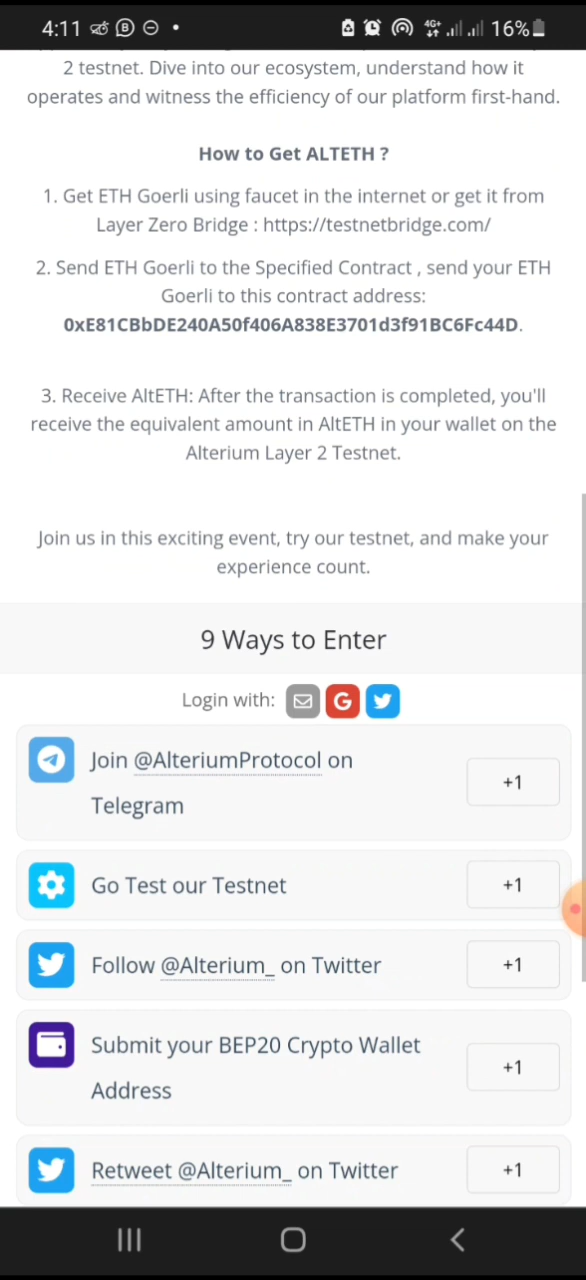 4:11
4G+ 16%
2 testnet. Dive into our ecosystem, understand how it
operates and witness the efficiency of our platform first-hand.
How to Get ALTETH ?
1. Get ETH Goerli using faucet in the internet or get it from
Layer Zero Bridge : https://testnetbridge.com/
2. Send ETH Goerli to the Specified Contract , send your ETH
Goerli to this contract address:
0xE81CBbDE240A50f406A838E3701d3f91BC6Fc44D.
3. Receive AltETH: After the transaction is completed, you'll
receive the equivalent amount in AltETH in your wallet on the
Alterium Layer 2 Testnet.
Join us in this exciting event, try our testnet, and make your
experience count.
9 Ways to Enter
Login with:
Join @AlteriumProtocol on
Telegram
+1
Go Test our Testnet
+1
Follow @Alterium_ on Twitter
+1
Submit your BEP20 Crypto Wallet
Address
+1
Retweet @Alterium_ on Twitter
+1